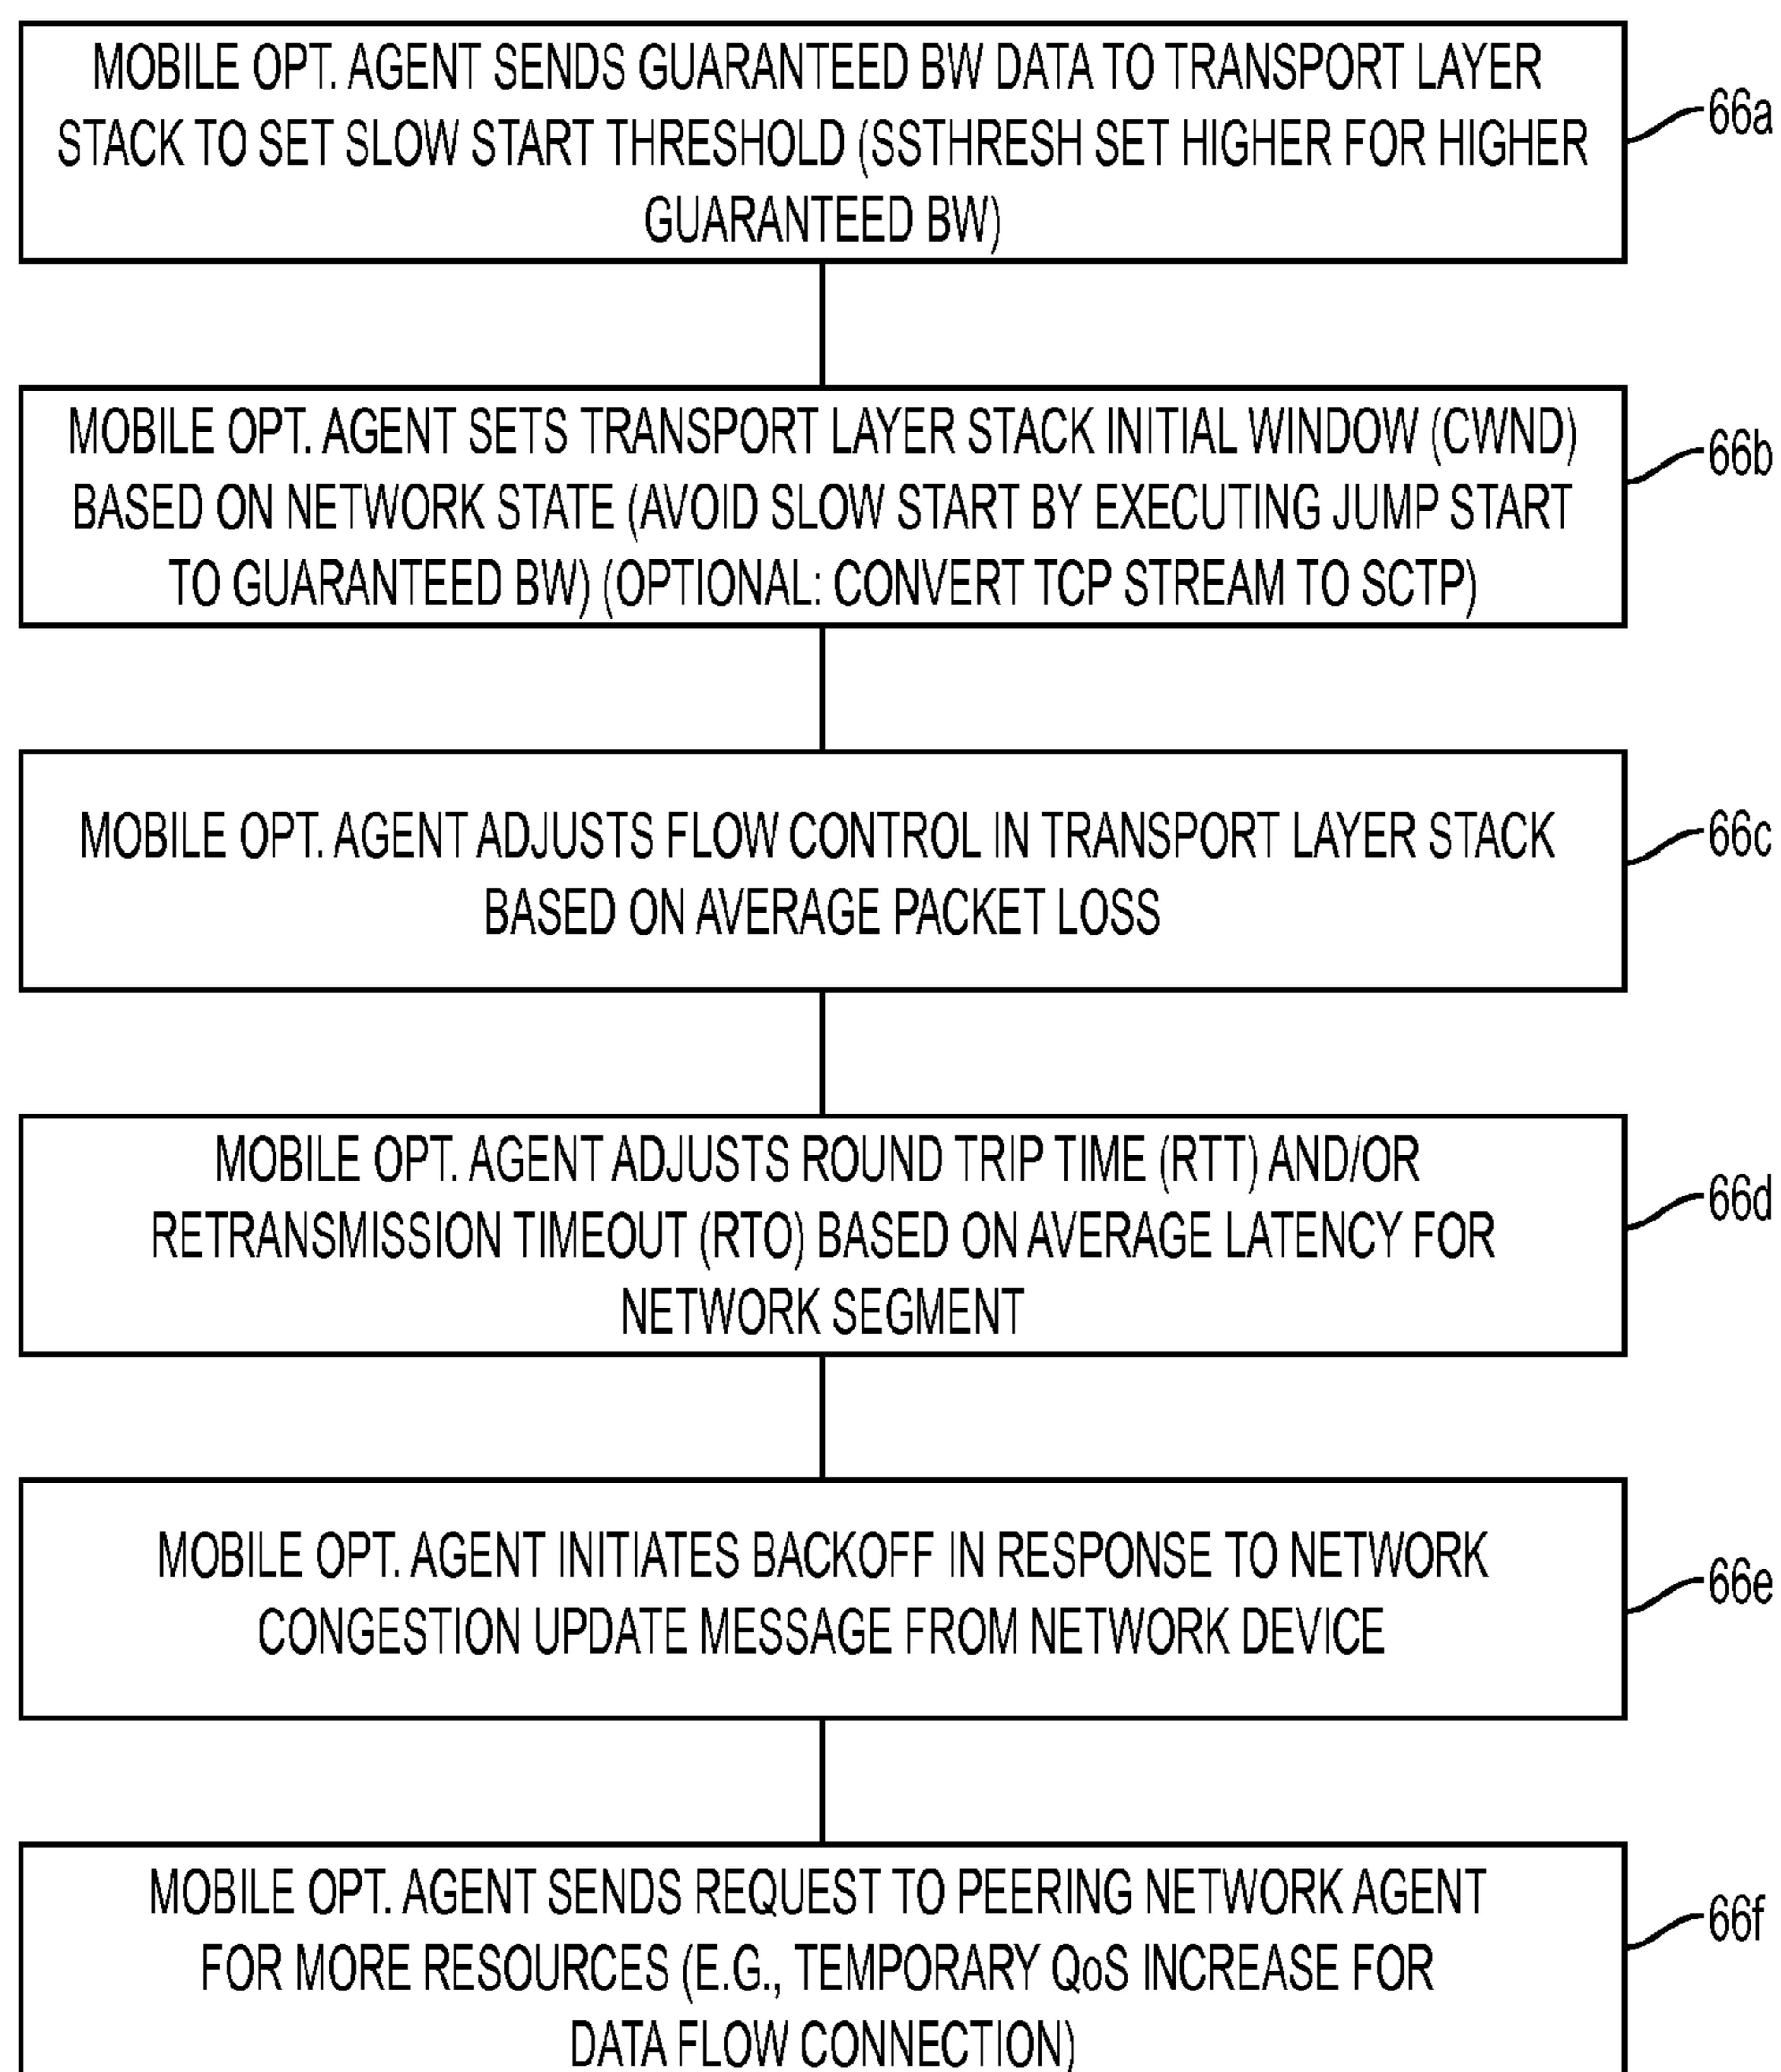 MOBILE OPT. AGENT SENDS GUARANTEED BW DATA TO TRANSPORT LAYER
STACK TO SET SLOW START THRESHOLD (SSTHRESH SET HIGHER FOR HIGHER
GUARANTEED BW)
66a
MOBILE OPT. AGENT SETS TRANSPORT LAYER STACK INITIAL WINDOW (CWND)
BASED ON NETWORK STATE (AVOID SLOW START BY EXECUTING JUMP START
TO GUARANTEED BW) (OPTIONAL: CONVERT TCP STREAM TO SCTP)
66b
MOBILE OPT. AGENT ADJUSTS FLOW CONTROL IN TRANSPORT LAYER STACK
BASED ON AVERAGE PACKET LOSS
66c
MOBILE OPT. AGENT ADJUSTS ROUND TRIP TIME (RTT) AND/OR
RETRANSMISSION TIMEOUT (RTO) BASED ON AVERAGE LATENCY FOR
NETWORK SEGMENT
66d
MOBILE OPT. AGENT INITIATES BACKOFF IN RESPONSE TO NETWORK
CONGESTION UPDATE MESSAGE FROM NETWORK DEVICE
66e
MOBILE OPT. AGENT SENDS REQUEST TO PEERING NETWORK AGENT
FOR MORE RESOURCES (E.G., TEMPORARY QoS INCREASE FOR
DATA FLOW CONNECTION)
66f